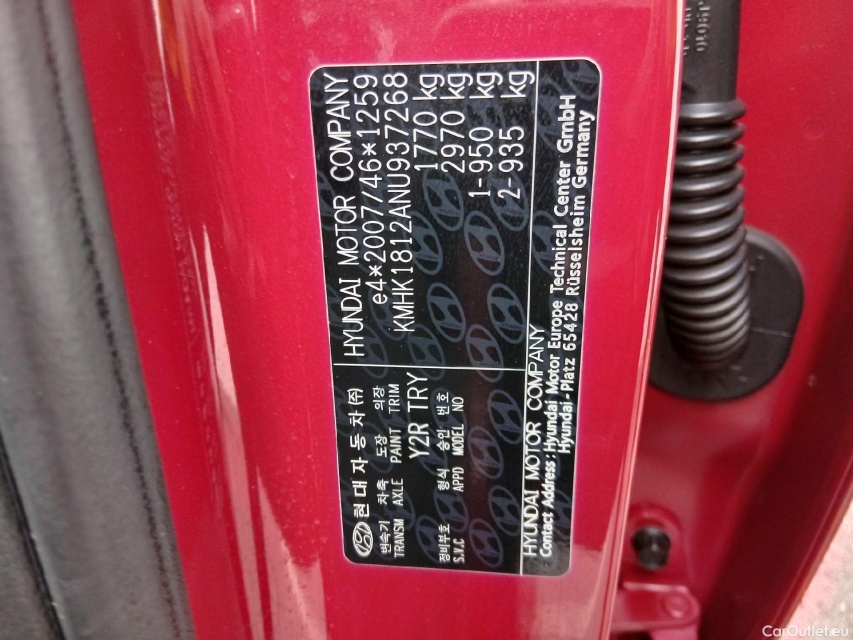 현대자동차(주)
변속기 차축 도장 의장
TRANSM AXLE PAINT TRIM
Y2R TRY
정비부호 형식 승인 번호
S.V.C APPD MODEL NO
HYUNDAI MOTOR COMPANY
e4*2007/46*1259
KMHK1812ANU937268
1770 kg
2970 kg
1-950 kg
2-935 kg
HYUNDAI MOTOR COMPANY
Contact Address : Hyundai Motor Europe Technical Center GmbH
Hyundai-Platz 65428 Rüsselsheim Germany
CarOutlet.eu